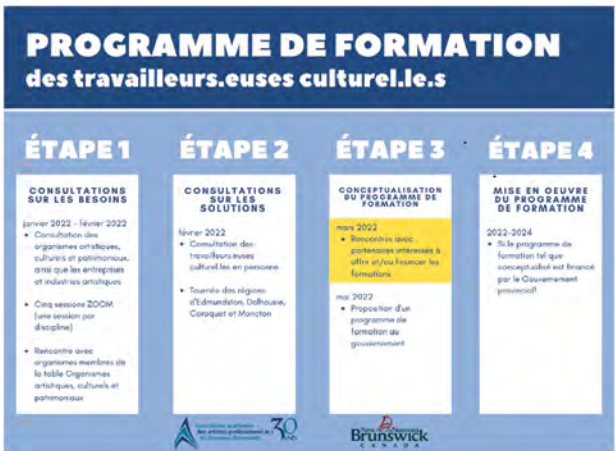 PROGRAMME DE FORMATION
des travailleurs.euses culturel.le.s
ÉTAPE 1
CONSULTATIONS
SUR LES BESOINS
janvier 2022 - février 2022
• Consultation des
organismes artistiques,
culturels et patrimoniaux,
ainsi que les entreprises
et industries artistiques
• Cinq sessions ZOOM
(une session par
discipline)
• Rencontre avec
organismes membres de
la table Organismes
artistiques, culturels et
patrimoniaux
ÉTAPE 2
CONSULTATIONS
SUR LES
SOLUTIONS
février 2022
• Consultation des
travailleurs.euses
culturel.les en personne
• Tournée des régions
d'Edmundston, Dalhousie,
Caraquet et Moncton
ÉTAPE 3
CONCEPTUALISATION
DU PROGRAMME DE
FORMATION
mars 2022
• Rencontres avec
partenaires intéressés à
offrir et/ou financer les
formations
mai 2022
• Proposition d'un
programme de
formation au
gouvernement
ÉTAPE 4
MISE EN OEUVRE
DU PROGRAMME
DE FORMATION
2022-2024
• Si le programme de
formation tel que
conceptualisé est financé
par le Gouvernement
provincial!
des artistes professionnel.le.s
30
ANS
Brunswick
CANADA